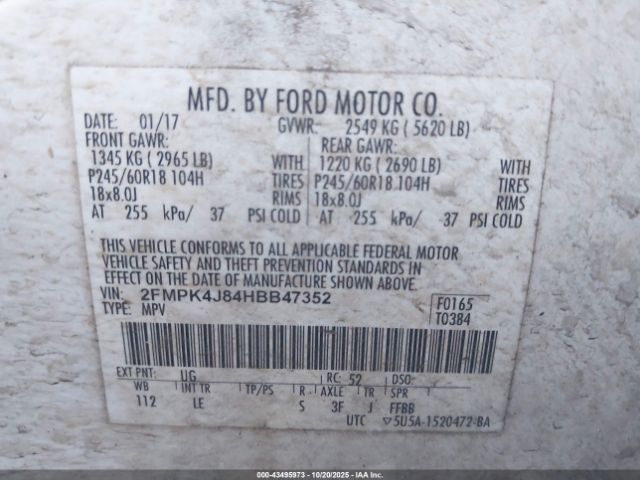 MFD. BY FORD MOTOR CO.
DATE: 01/17 GVWR: 2549 KG ( 5620 LB)
FRONT GAWR: REAR GAWR:
1345 KG ( 2965 LB) WITH 1220 KG ( 2690 LB) WITH
P245/60R18 104H TIRES P245/60R18 104H TIRES
18x8.0J RIMS 18x8.0J RIMS
AT 255 kPa/ 37 PSI COLD AT 255 kPa/ 37 PSI COLD
THIS VEHICLE CONFORMS TO ALL APPLICABLE FEDERAL MOTOR
VEHICLE SAFETY AND THEFT PREVENTION STANDARDS IN
EFFECT ON THE DATE OF MANUFACTURE SHOWN ABOVE.
VIN: 2FMPK4J84HBB47352 F0165
TYPE: MPV T0384
EXT PNT: UG RC: 52 DSO:
WB INT TR TP/PS R AXLE TR SPR
112 LE S 3F J FFBB
UTC ▽5U5A-1520472-BA
© IAA Holdings, LLC
000-43495973 - 10/20/2025 - COPART/IAA